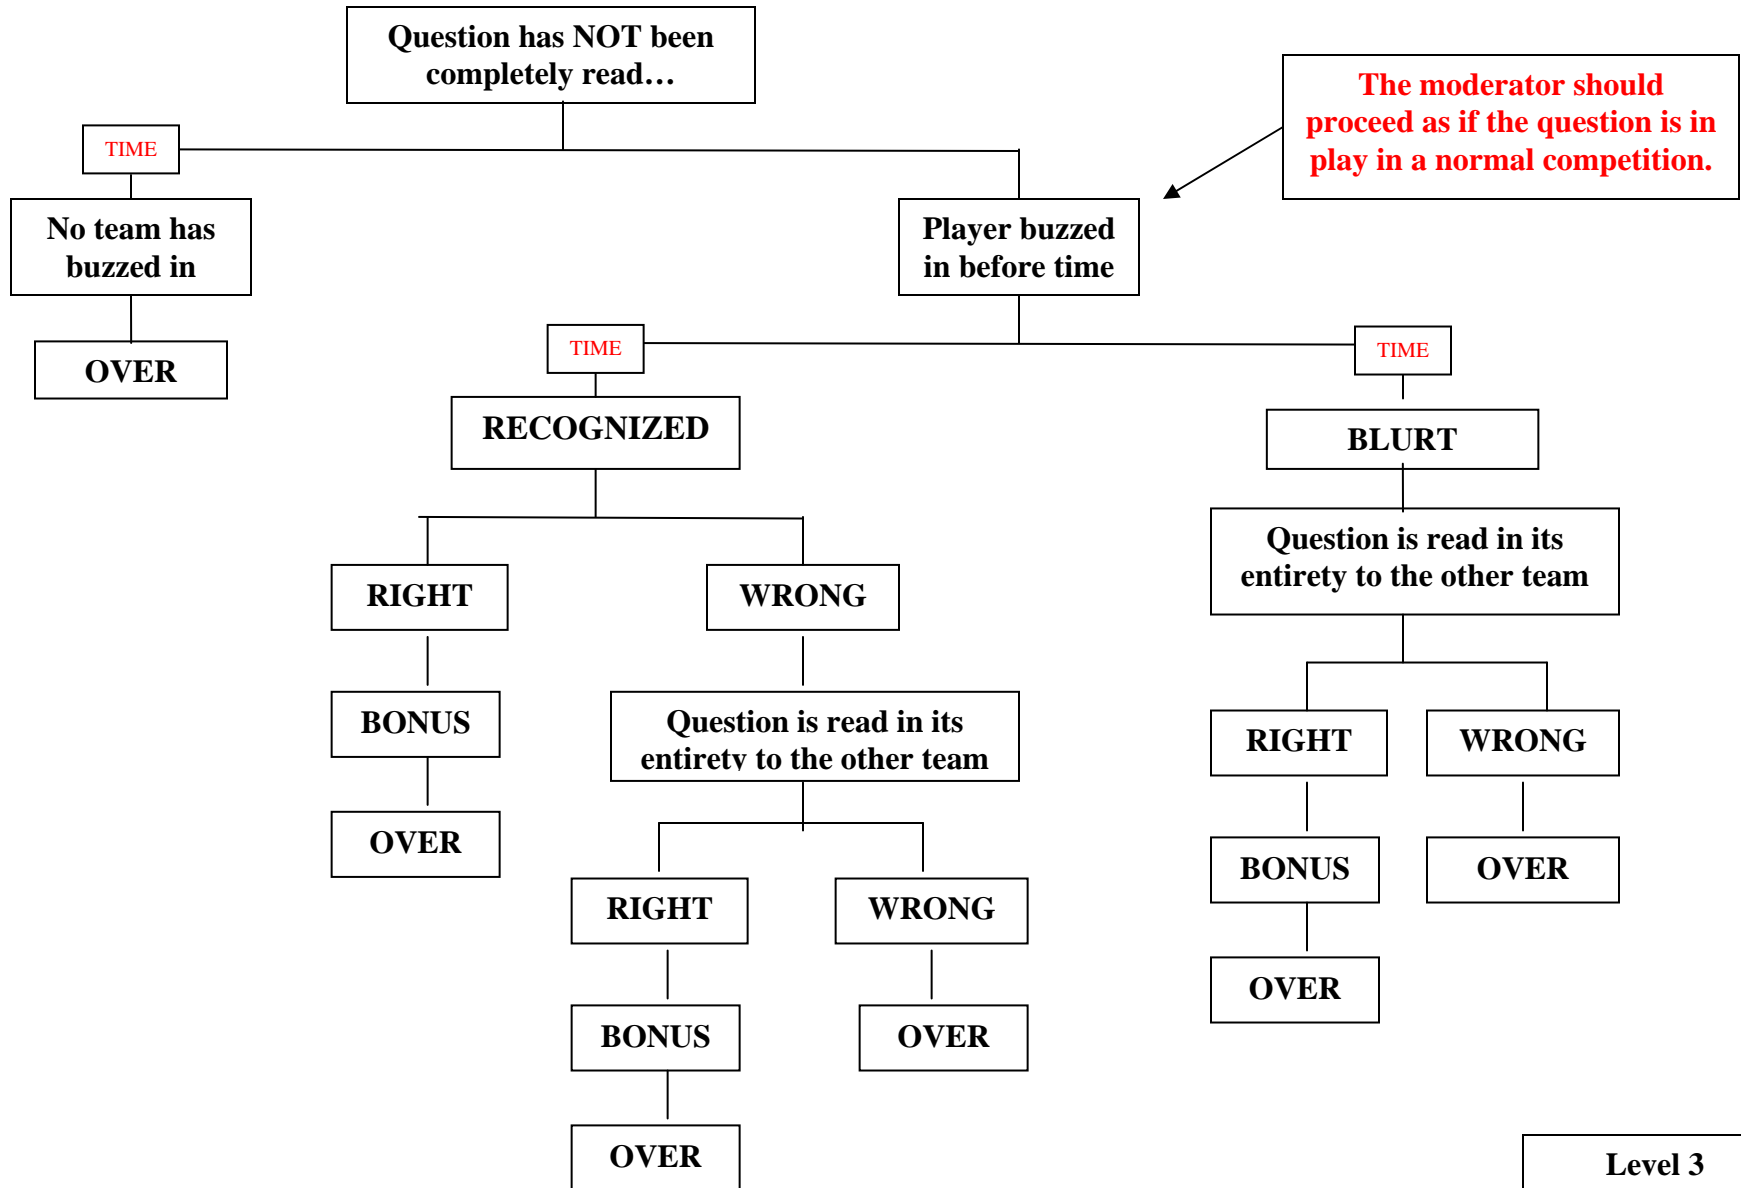 Question has NOT been
completely read…
The moderator should
proceed as if the question is in
play in a normal competition.
TIME
No team has
buzzed in
Player buzzed
in before time
OVER
TIME
TIME
RECOGNIZED
BLURT
Question is read in its
entirety to the other team
RIGHT
WRONG
BONUS
Question is read in its
entirety to the other team
RIGHT
WRONG
OVER
BONUS
OVER
RIGHT
WRONG
OVER
BONUS
OVER
OVER
Level 3